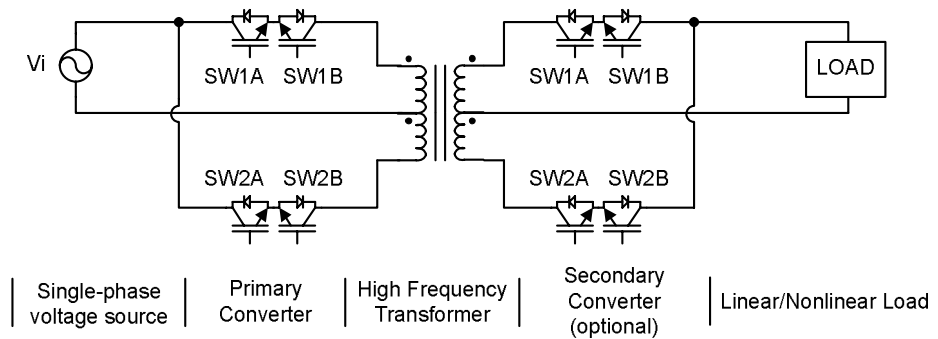 SW1A SW1B
SW1A SW1B
Vi
LOAD
SW2A SW2B
SW2A SW2B
Single-phase
voltage source
Primary
Converter
High Frequency
Transformer
Secondary
Converter
(optional)
Linear/Nonlinear Load